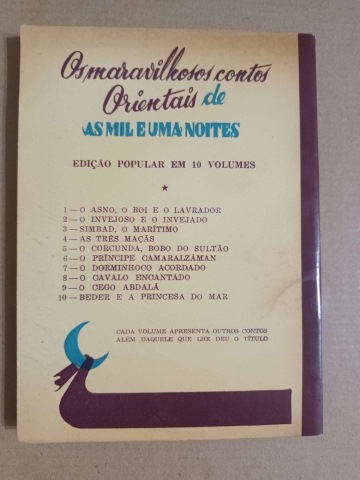 Os maravilhosos contos
Orientais de
AS MIL E UMA NOITES
EDIÇÃO POPULAR EM 10 VOLUMES
★
1 — O ASNO, O BOI E O LAVRADOR
2 — O INVEJOSO E O INVEJADO
3 — SIMBAD, O MARÍTIMO
4 — AS TRÊS MAÇÃS
5 — O CORCUNDA, BOBO DO SULTÃO
6 — O PRÍNCIPE CAMARALZÁMAN
7 — O DORMINHOCO ACORDADO
8 — O CAVALO ENCANTADO
9 — O CEGO ABDALÁ
10 — BEDER E A PRINCESA DO MAR
CADA VOLUME APRESENTA OUTROS CONTOS
ALÉM DAQUELE QUE LHE DEU O TÍTULO